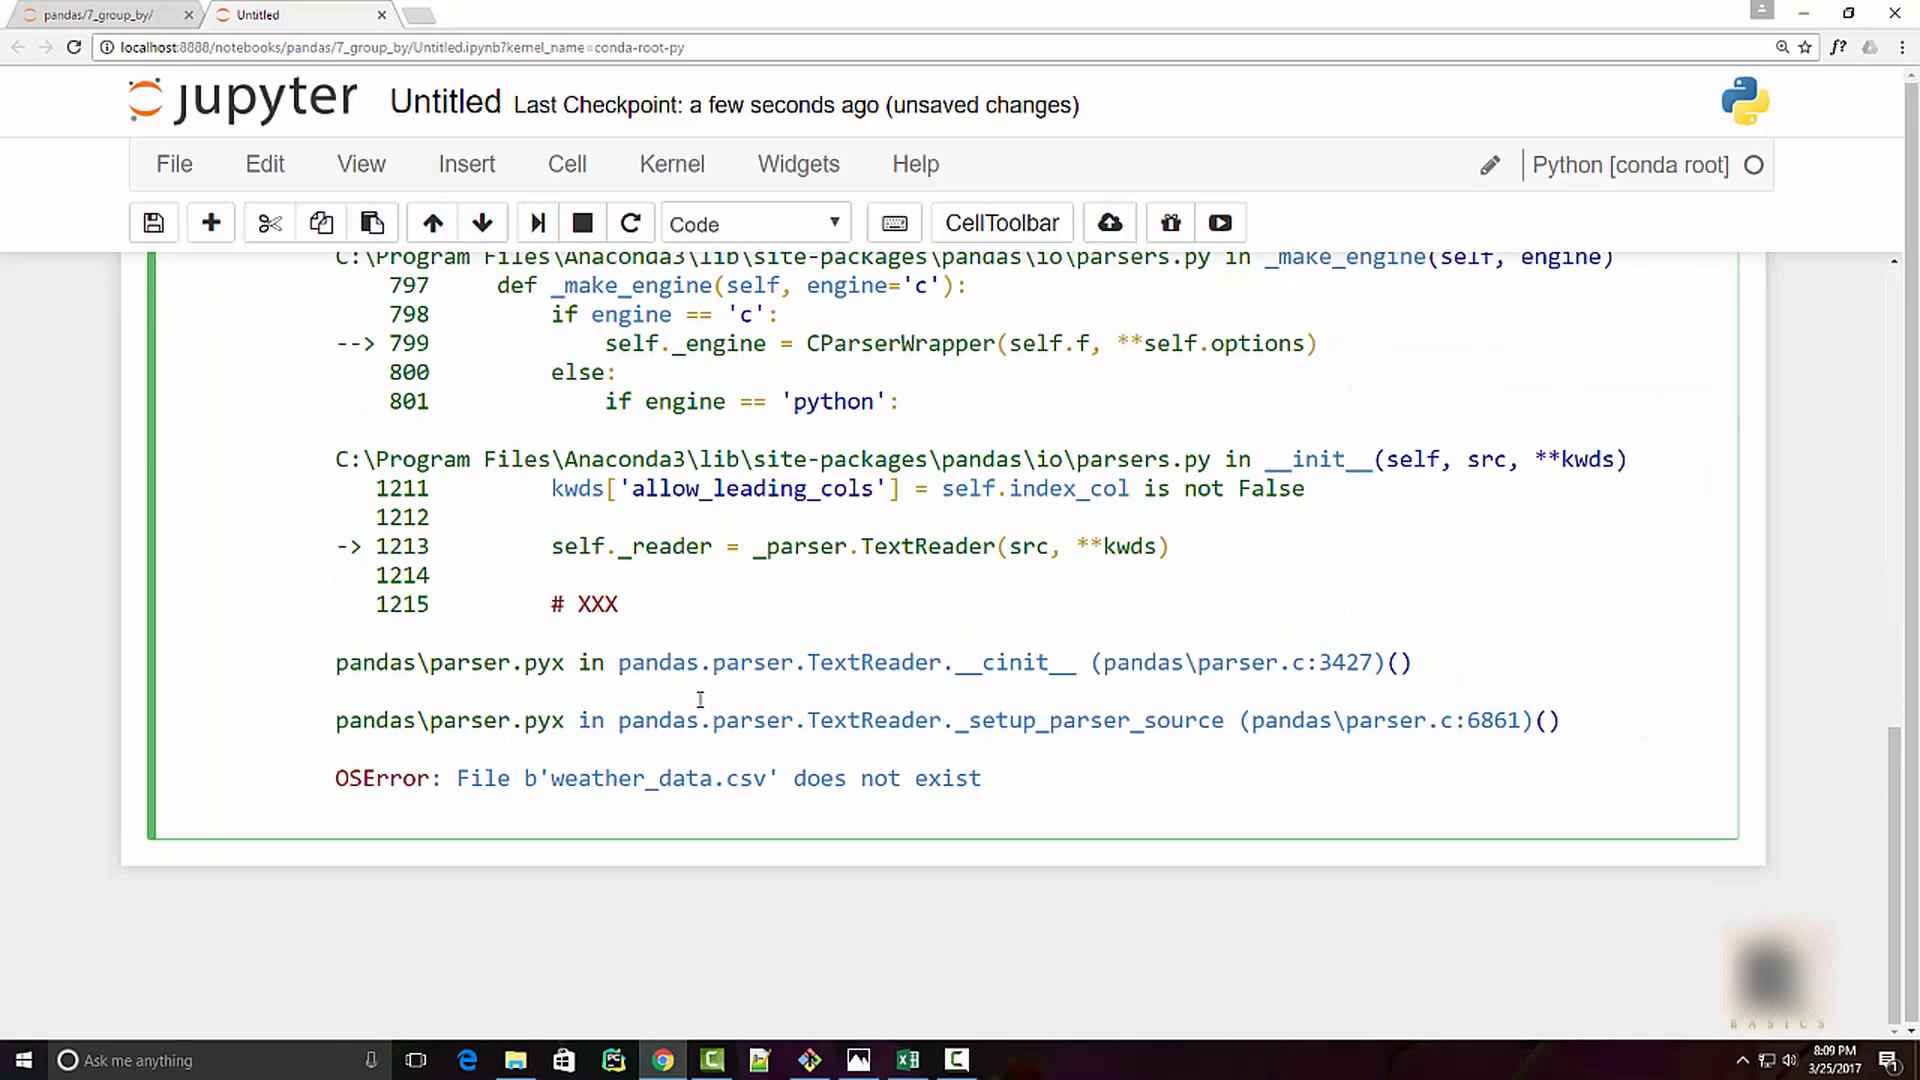 pandas/7_group_by/
Untitled
localhost:8888/notebooks/pandas/7_group_by/Untitled.ipynb?kernel_name=conda-root-py
f?
jupyter Untitled Last Checkpoint: a few seconds ago (unsaved changes)
File Edit View Insert Cell Kernel Widgets Help
Python [conda root]
Code CellToolbar
C:\Program Files\Anaconda3\lib\site-packages\pandas\io\parsers.py in _make_engine(self, engine)
797 def _make_engine(self, engine='c'):
798 if engine == 'c':
--> 799 self._engine = CParserWrapper(self.f, **self.options)
800 else:
801 if engine == 'python':
C:\Program Files\Anaconda3\lib\site-packages\pandas\io\parsers.py in __init__(self, src, **kwds)
1211 kwds['allow_leading_cols'] = self.index_col is not False
1212
-> 1213 self._reader = _parser.TextReader(src, **kwds)
1214
1215 # XXX
pandas\parser.pyx in pandas.parser.TextReader.__cinit__ (pandas\parser.c:3427)()
pandas\parser.pyx in pandas.parser.TextReader._setup_parser_source (pandas\parser.c:6861)()
OSError: File b'weather_data.csv' does not exist
BASICS
Ask me anything
8:09 PM
3/25/2017